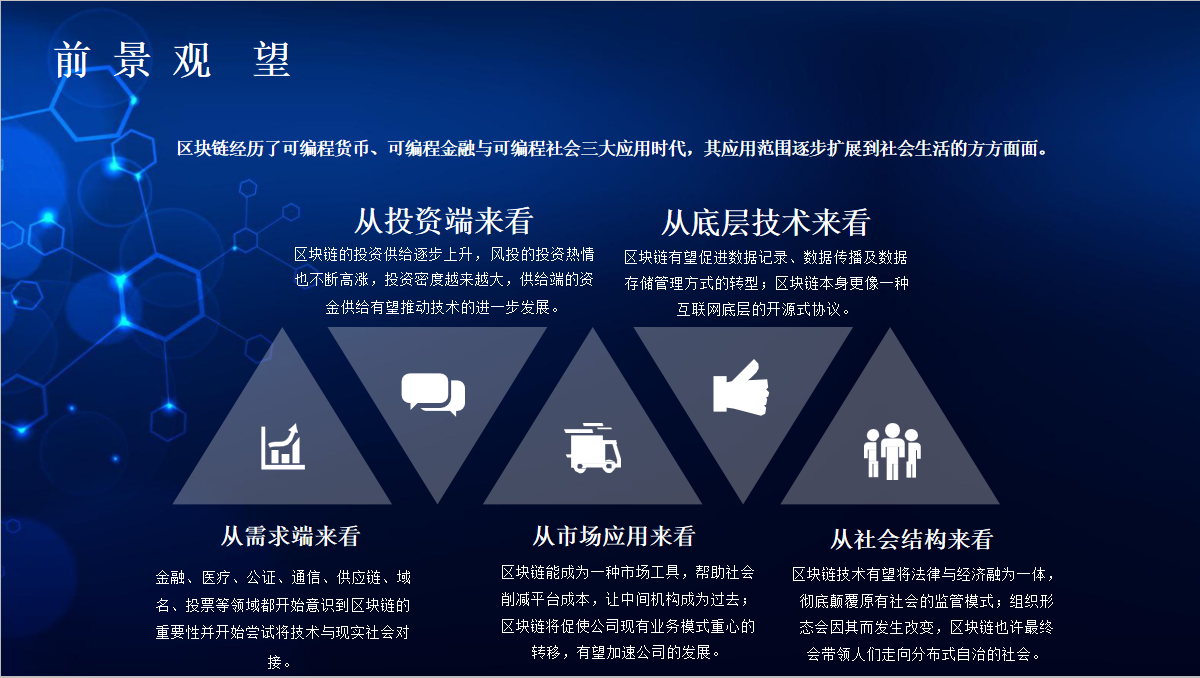 前 景 观 望
区块链经历了可编程货币、可编程金融与可编程社会三大应用时代，其应用范围逐步扩展到社会生活的方方面面。
从投资端来看
区块链的投资供给逐步上升，风投的投资热情
也不断高涨，投资密度越来越大，供给端的资
金供给有望推动技术的进一步发展。
从底层技术来看
区块链有望促进数据记录、数据传播及数据
存储管理方式的转型；区块链本身更像一种
互联网底层的开源式协议。
从需求端来看
金融、医疗、公证、通信、供应链、域
名、投票等领域都开始意识到区块链的
重要性并开始尝试将技术与现实社会对
接。
从市场应用来看
区块链能成为一种市场工具，帮助社会
削减平台成本，让中间机构成为过去；
区块链将促使公司现有业务模式重心的
转移，有望加速公司的发展。
从社会结构来看
区块链技术有望将法律与经济融为一体，
彻底颠覆原有社会的监管模式；组织形
态会因其而发生改变，区块链也许最终
会带领人们走向分布式自治的社会。